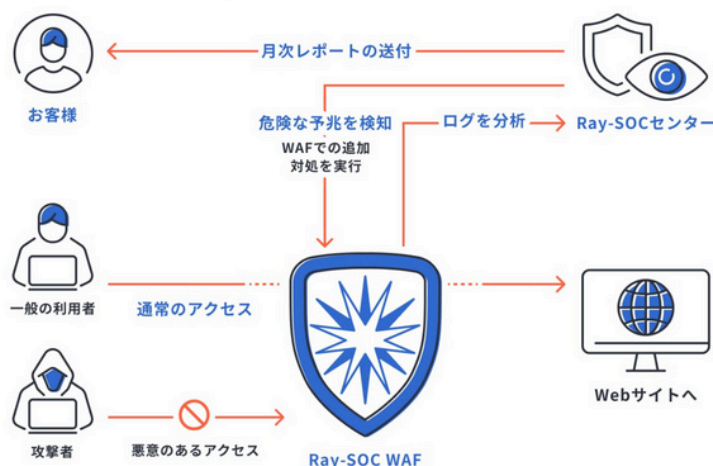 月次レポートの送付
お客様
危険な予兆を検知
WAFでの追加
対処を実行
ログを分析
Ray-SOCセンター
一般の利用者
通常のアクセス
Webサイトへ
攻撃者
悪意のあるアクセス
Ray-SOC WAF